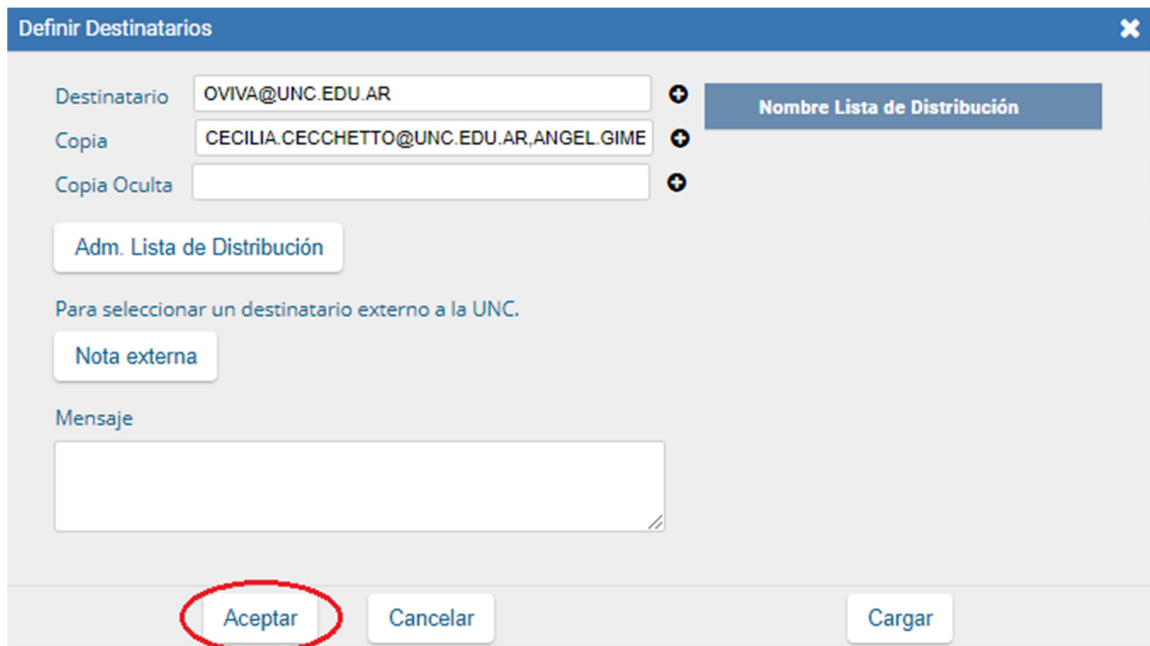 Definir Destinatarios
Destinatario OVIVA@UNC.EDU.AR
Nombre Lista de Distribución
Copia CECILIA.CECCHETTO@UNC.EDU.AR,ANGEL.GIME
Copia Oculta
Adm. Lista de Distribución
Para seleccionar un destinatario externo a la UNC.
Nota externa
Mensaje
Aceptar Cancelar Cargar